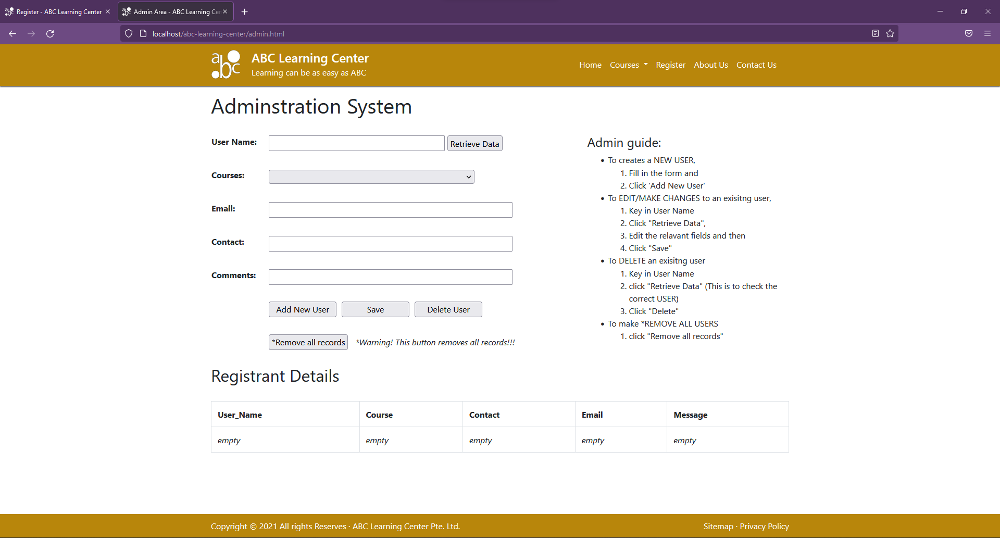 Register - ABC Learning Center
Admin Area - ABC Learning Cen
localhost/abc-learning-center/admin.html
abc
ABC Learning Center
Learning can be as easy as ABC
Home Courses Register About Us Contact Us
Adminstration System
User Name: Retrieve Data
Courses:
Email:
Contact:
Comments:
Add New User Save Delete User
*Remove all records *Warning! This button removes all records!!!
Admin guide:
• To creates a NEW USER,
1. Fill in the form and
2. Click 'Add New User'
• To EDIT/MAKE CHANGES to an exisitng user,
1. Key in User Name
2. Click "Retrieve Data",
3. Edit the relavant fields and then
4. Click "Save"
• To DELETE an exisitng user
1. Key in User Name
2. click "Retrieve Data" (This is to check the
correct USER)
3. Click "Delete"
• To make *REMOVE ALL USERS
1. click "Remove all records"
Registrant Details
User_Name Course Contact Email Message
empty empty empty empty empty
Copyright © 2021 All rights Reserves · ABC Learning Center Pte. Ltd.
Sitemap · Privacy Policy